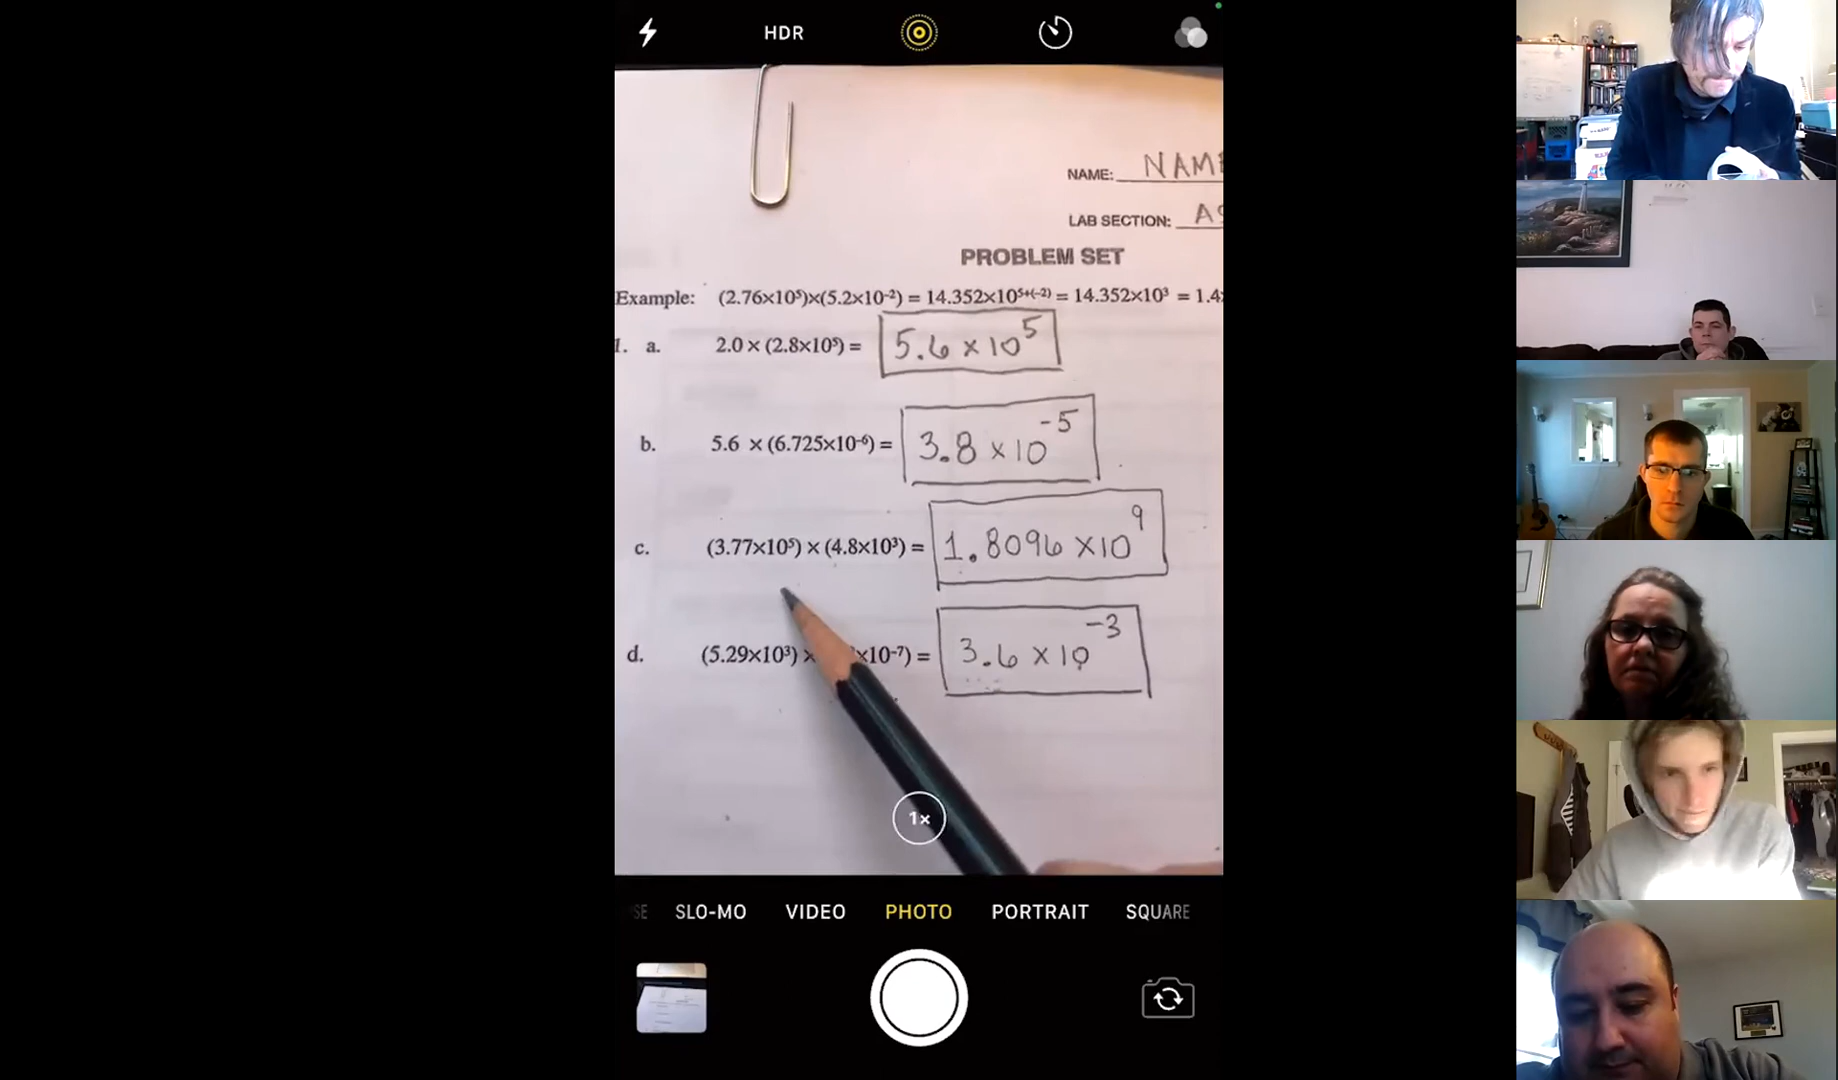 HDR
NAME: NAME
LAB SECTION:
PROBLEM SET
Example: (2.76×10⁵)×(5.2×10⁻²) = 14.352×10⁵⁺⁽⁻²⁾ = 14.352×10³ = 1.4
1. a. 2.0 × (2.8×10⁵) = 5.6 × 10⁵
b. 5.6 × (6.725×10⁻⁶) = 3.8 × 10⁻⁵
c. (3.77×10⁵) × (4.8×10³) = 1.8096 × 10⁹
d. (5.29×10³) × ×10⁻⁷) = 3.6 × 10⁻³
1×
SLO-MO VIDEO PHOTO PORTRAIT SQUARE